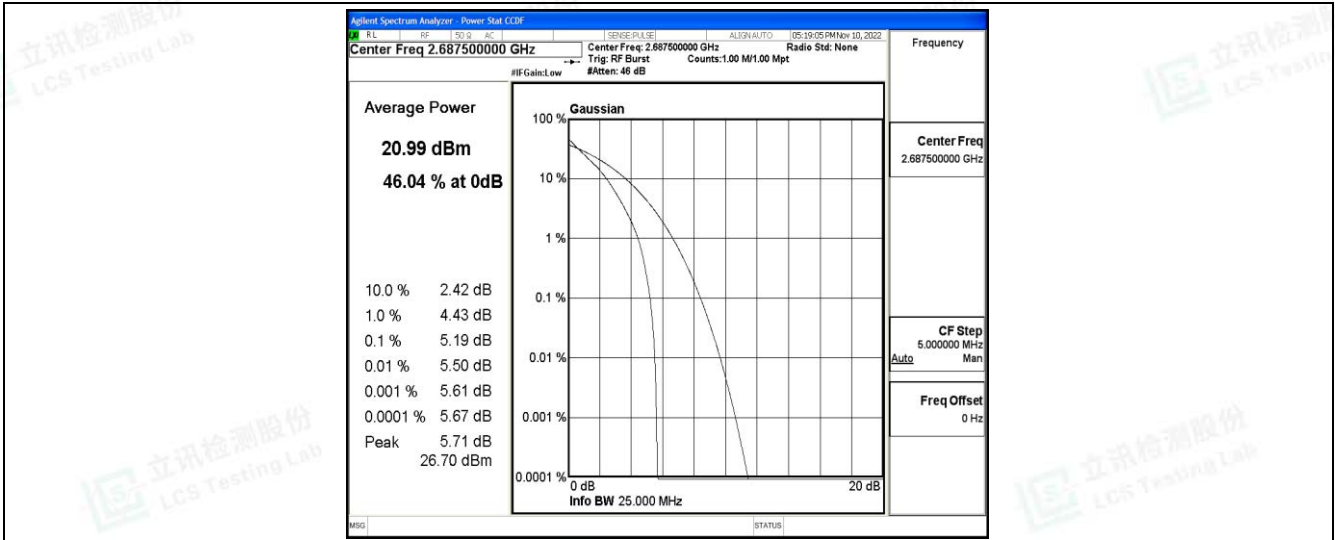 Agilent Spectrum Analyzer - Power Stat CCDF
RL RF 50 Ω AC SENSE:PULSE ALIGN AUTO 05:19:05 PM Nov 10, 2022
Center Freq 2.687500000 GHz
Center Freq: 2.687500000 GHz Radio Std: None
Trig: RF Burst Counts:1.00 M/1.00 Mpt
#IFGain:Low #Atten: 46 dB
Frequency
Average Power
20.99 dBm
46.04 % at 0dB
10.0 % 2.42 dB
1.0 % 4.43 dB
0.1 % 5.19 dB
0.01 % 5.50 dB
0.001 % 5.61 dB
0.0001 % 5.67 dB
Peak 5.71 dB
26.70 dBm
Gaussian
100 %
10 %
1 %
0.1 %
0.01 %
0.001 %
0.0001 %
0 dB 20 dB
Info BW 25.000 MHz
Center Freq
2.687500000 GHz
CF Step
5.000000 MHz
Auto Man
Freq Offset
0 Hz
MSG STATUS
立讯检测股份
LCS Testing Lab
立讯检测股份
LCS Testing Lab
立讯检测股份
LCS Testing Lab
立讯检测股份
LCS Testing Lab